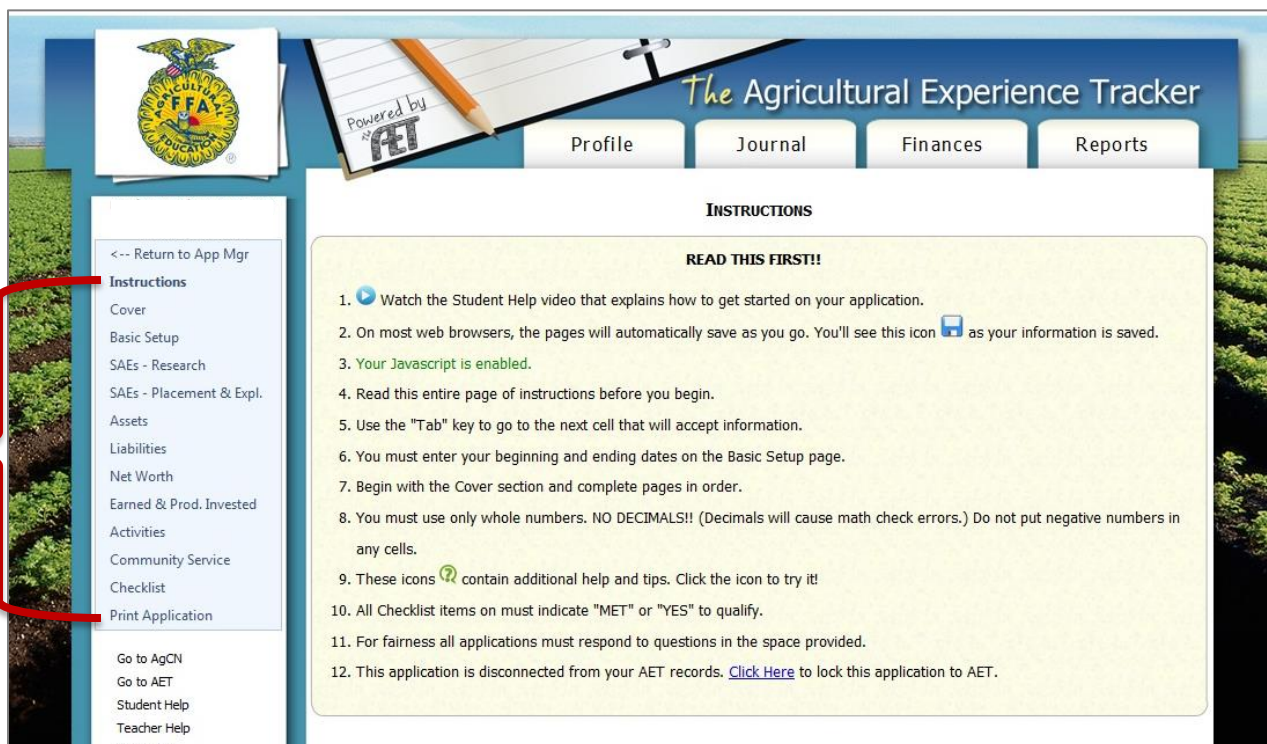 AGRICULTURAL
FFA
EDUCATION
®
Powered by
the AET
The Agricultural Experience Tracker
Profile
Journal
Finances
Reports
<-- Return to App Mgr
Instructions
Cover
Basic Setup
SAEs - Research
SAEs - Placement & Expl.
Assets
Liabilities
Net Worth
Earned & Prod. Invested
Activities
Community Service
Checklist
Print Application
Go to AgCN
Go to AET
Student Help
Teacher Help
INSTRUCTIONS
READ THIS FIRST!!
1. Watch the Student Help video that explains how to get started on your application.
2. On most web browsers, the pages will automatically save as you go. You'll see this icon as your information is saved.
3. Your Javascript is enabled.
4. Read this entire page of instructions before you begin.
5. Use the "Tab" key to go to the next cell that will accept information.
6. You must enter your beginning and ending dates on the Basic Setup page.
7. Begin with the Cover section and complete pages in order.
8. You must use only whole numbers. NO DECIMALS!! (Decimals will cause math check errors.) Do not put negative numbers in
any cells.
9. These icons contain additional help and tips. Click the icon to try it!
10. All Checklist items on must indicate "MET" or "YES" to qualify.
11. For fairness all applications must respond to questions in the space provided.
12. This application is disconnected from your AET records. Click Here to lock this application to AET.